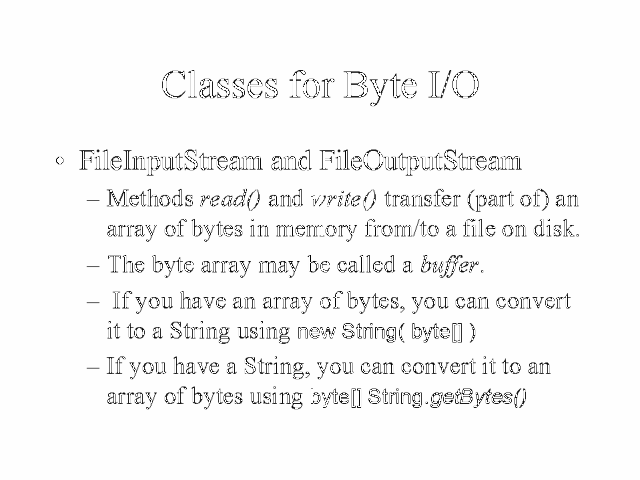 Classes for Byte I/O
• FileInputStream and FileOutputStream
– Methods read() and write() transfer (part of) an
array of bytes in memory from/to a file on disk.
– The byte array may be called a buffer.
– If you have an array of bytes, you can convert
it to a String using new String( byte[] )
– If you have a String, you can convert it to an
array of bytes using byte[] String.getBytes()